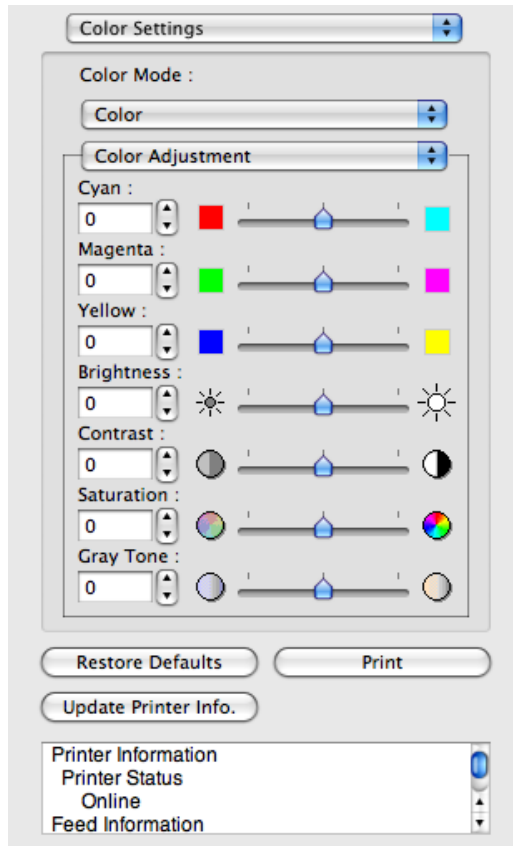 Color Settings
Color Mode :
Color
Color Adjustment
Cyan :
0
Magenta :
0
Yellow :
0
Brightness :
0
Contrast :
0
Saturation :
0
Gray Tone :
0
Restore Defaults
Print
Update Printer Info.
Printer Information
Printer Status
Online
Feed Information